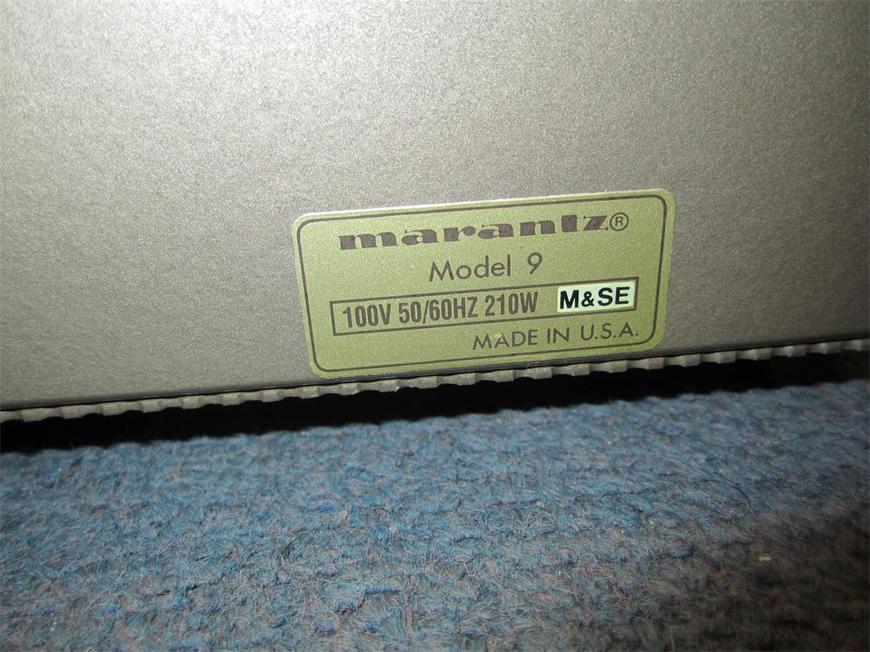 marantz®
Model 9
100V 50/60HZ 210W M&SE
MADE IN U.S.A.